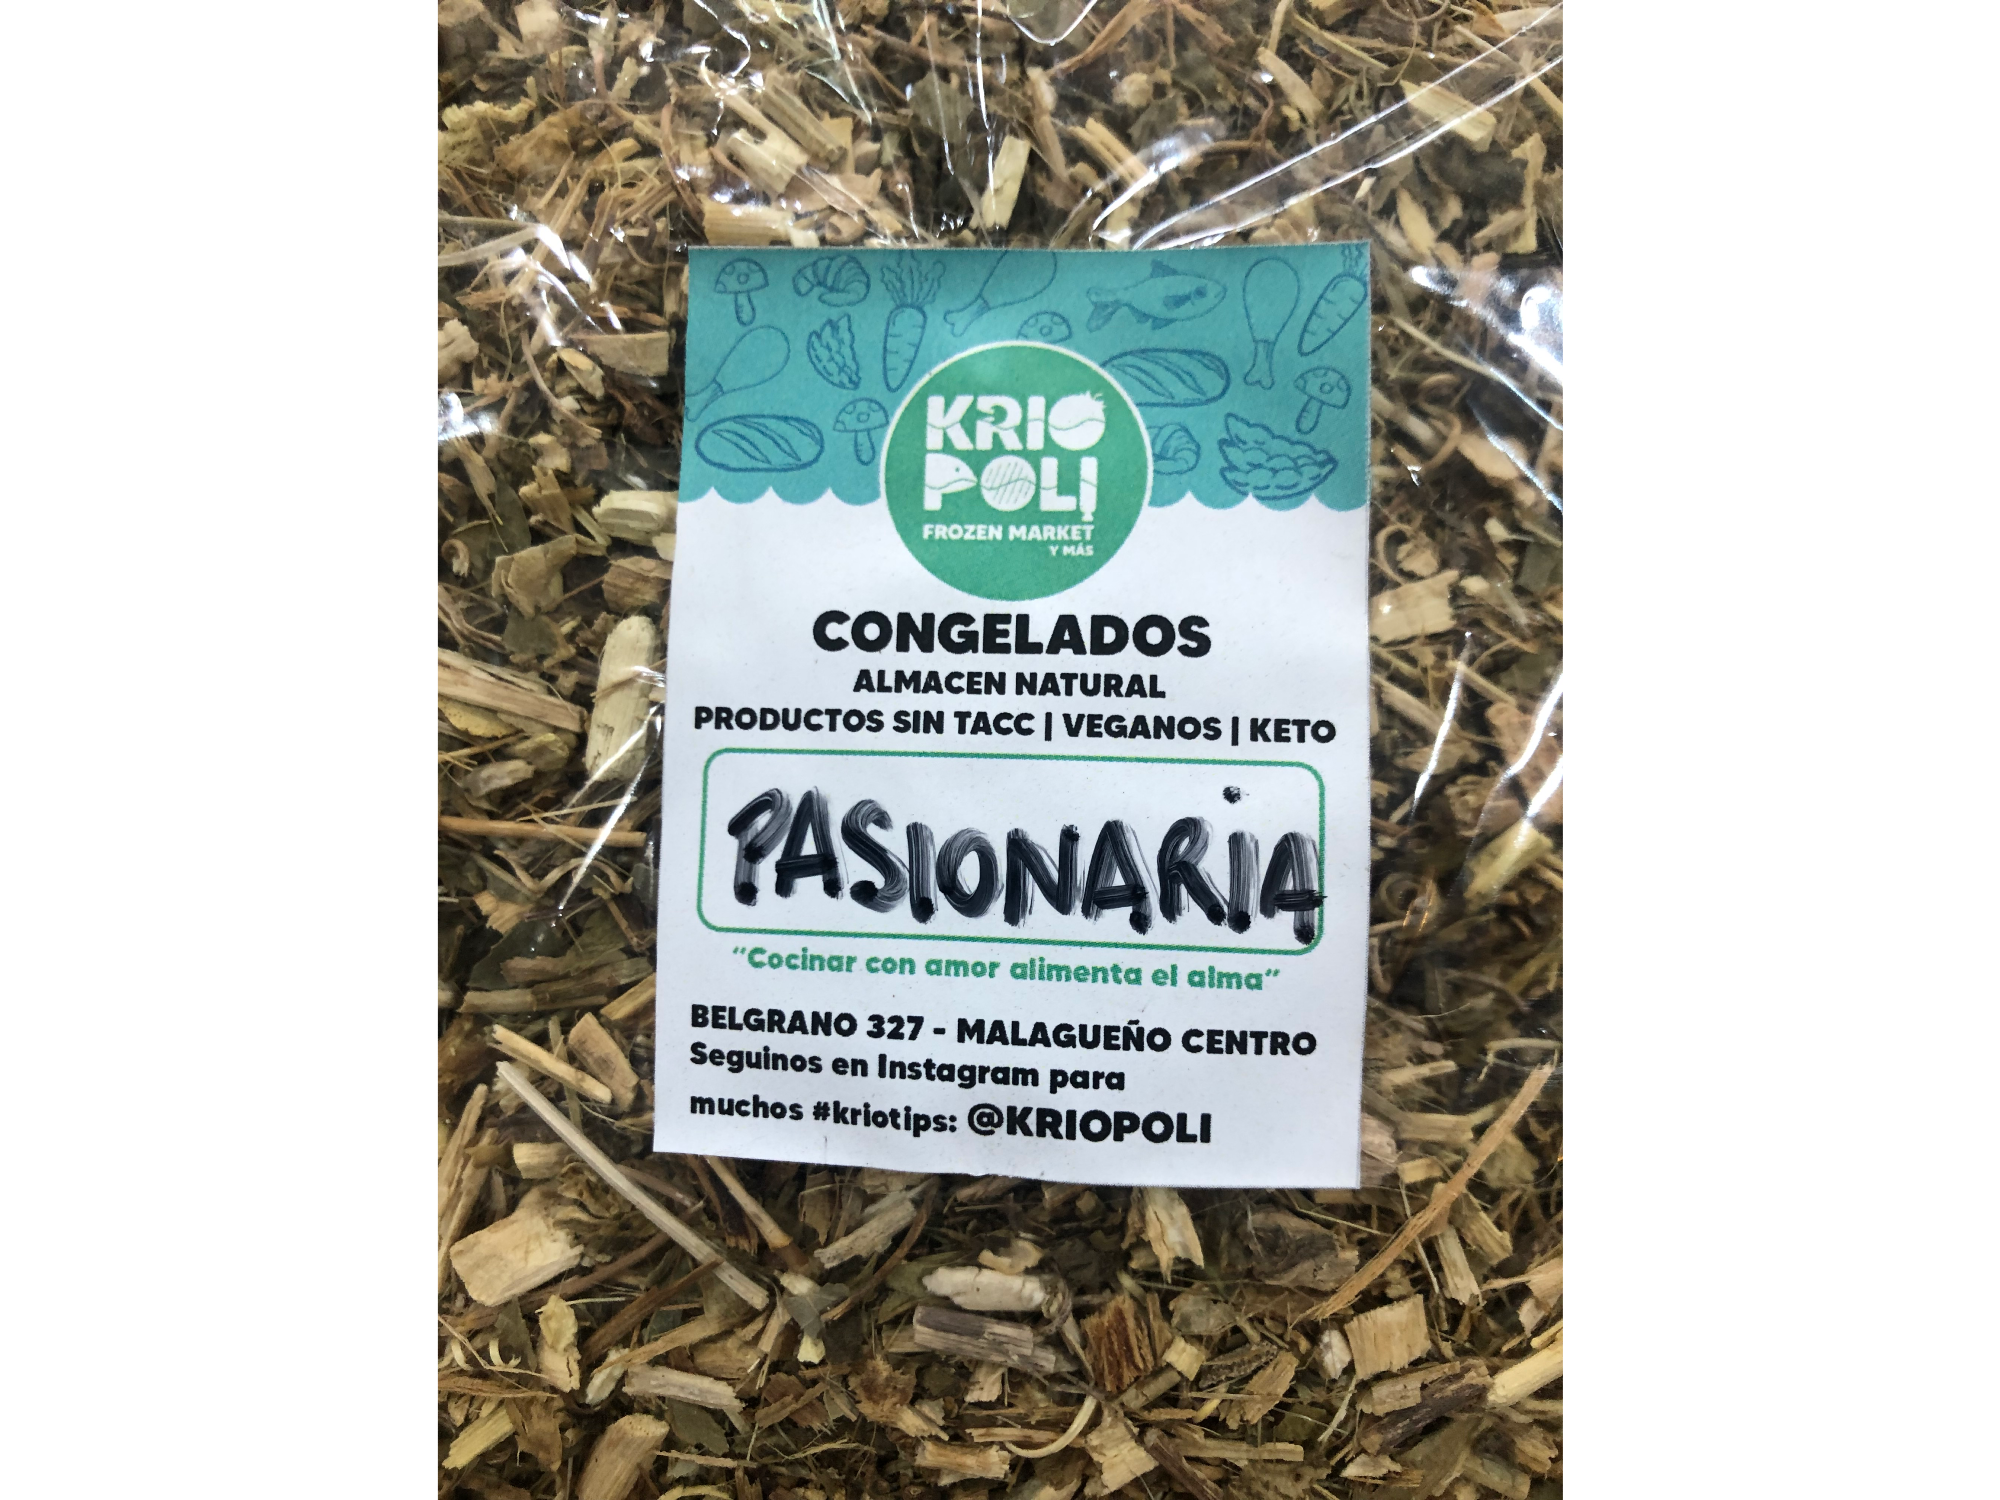 KRIO
POLI
FROZEN MARKET
Y MÁS
CONGELADOS
ALMACEN NATURAL
PRODUCTOS SIN TACC | VEGANOS | KETO
PASIONARIA
“Cocinar con amor alimenta el alma”
BELGRANO 327 - MALAGUEÑO CENTRO
Seguinos en Instagram para
muchos #kriotips: @KRIOPOLI